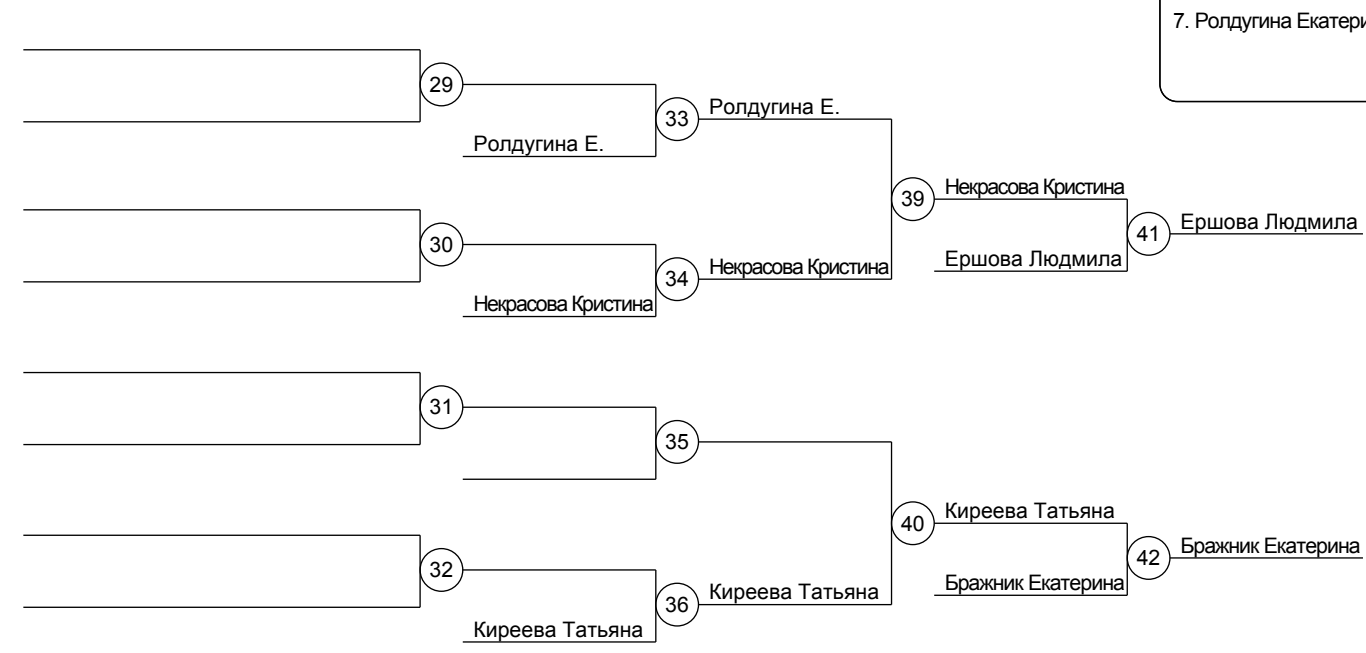 7. Ролдугина
29
33
Ролдугина Е.
Ролдугина Е.
39
Некрасова Кристина
41
Ершова Людмила
30
34
Некрасова Кристина
Ершова Людмила
Некрасова Кристина
31
35
40
Киреева Татьяна
42
Бражник Екатерина
32
36
Киреева Татьяна
Бражник Екатерина
Киреева Татьяна